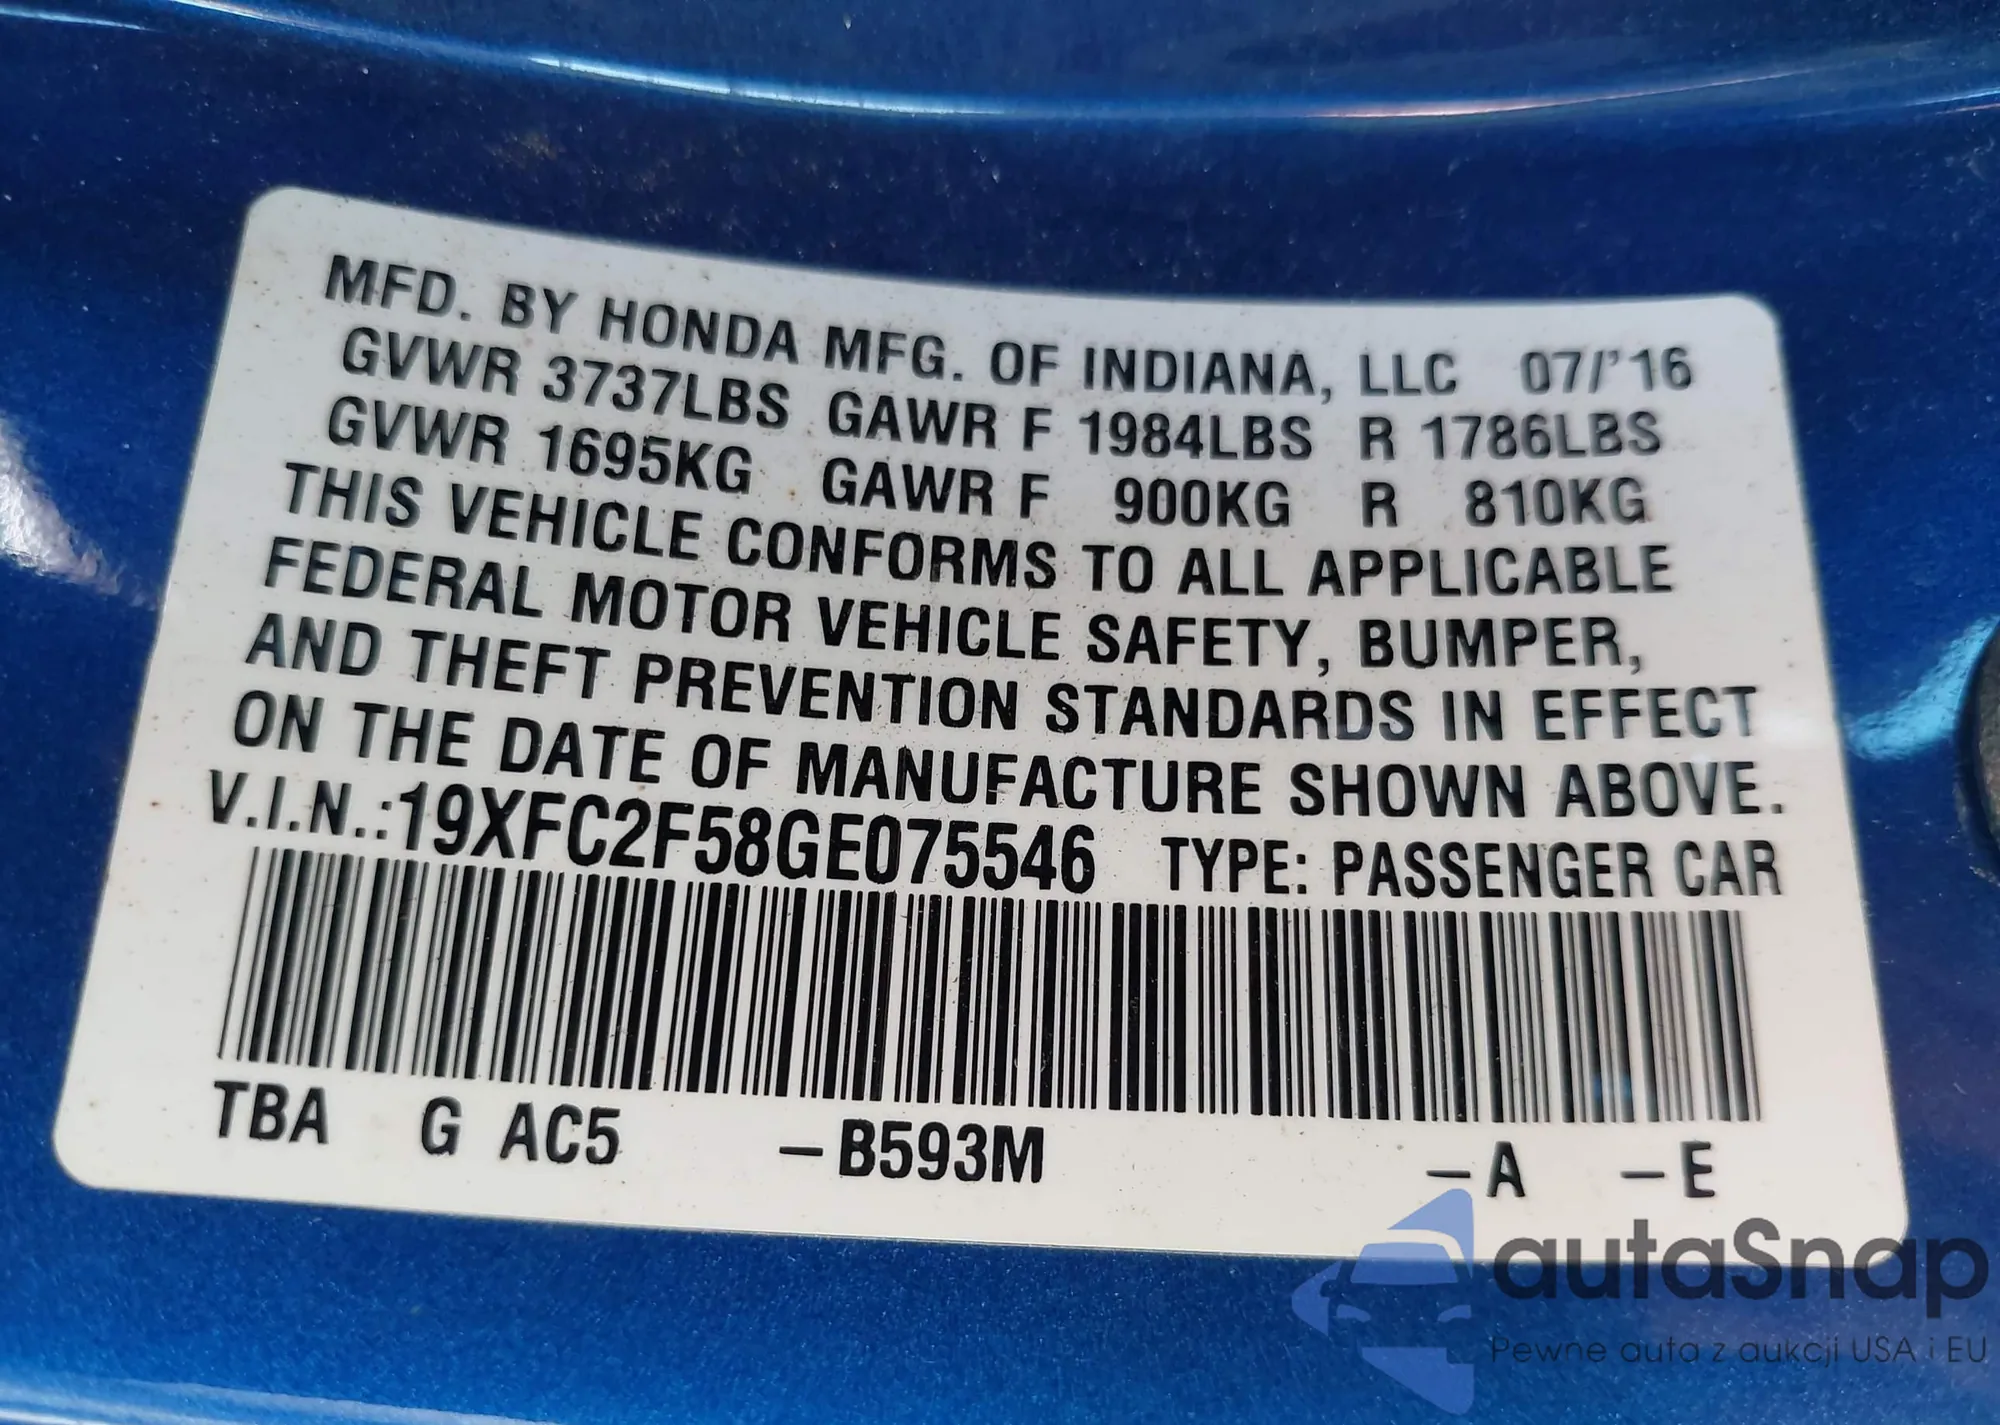 MFD. BY HONDA MFG. OF INDIANA, LLC 07/'16
GVWR 3737LBS GAWR F 1984LBS R 1786LBS
GVWR 1695KG GAWR F 900KG R 810KG
THIS VEHICLE CONFORMS TO ALL APPLICABLE
FEDERAL MOTOR VEHICLE SAFETY, BUMPER,
AND THEFT PREVENTION STANDARDS IN EFFECT
ON THE DATE OF MANUFACTURE SHOWN ABOVE.
V.I.N.:19XFC2F58GE075546 TYPE: PASSENGER CAR
TBA G AC5 –B593M –A –E
autaSnap
Pewne auta z aukcji USA i EU